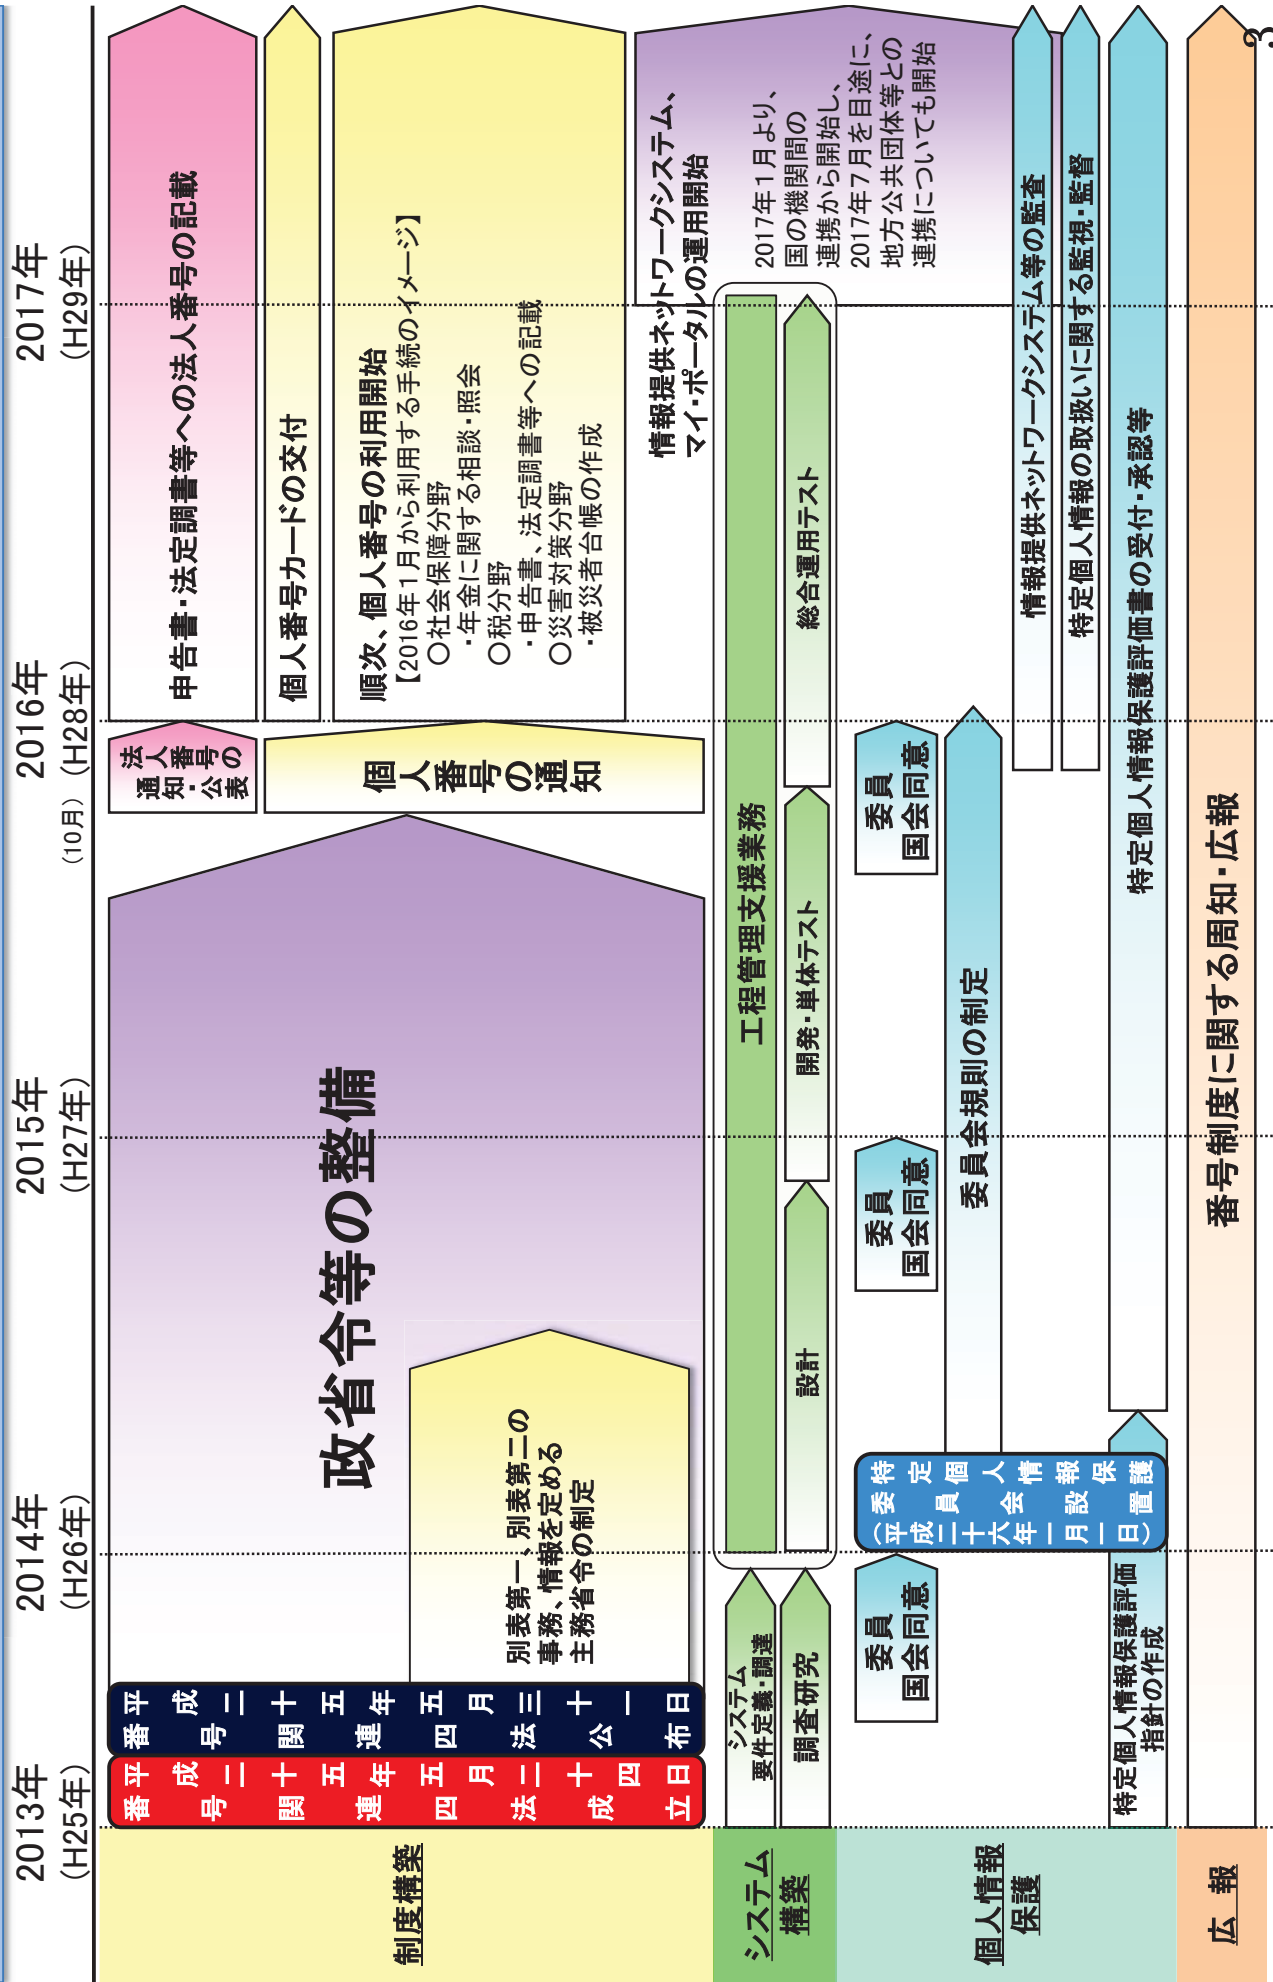 2013年
(H25年)
2014年
(H26年)
2015年
(H27年)
(10月)
2016年
(H28年)
2017年
(H29年)
制度構築
番号関連四法成立
平成二十五年五月二十四日
番号関連四法公布
平成二十五年五月三十一日
政省令等の整備
別表第一、別表第二の
事務、情報を定める
主務省令の制定
法人番号の
通知・公表
個人番号の通知
申告書・法定調書等への法人番号の記載
個人番号カードの交付
順次、個人番号の利用開始
【2016年1月から利用する手続のイメージ】
○社会保障分野
・年金に関する相談・照会
○税分野
・申告書、法定調書等への記載
○災害対策分野
・被災者台帳の作成
情報提供ネットワークシステム、
マイ・ポータルの運用開始
2017年1月より、
国の機関間の
連携から開始し、
2017年7月を目途に、
地方公共団体等との
連携についても開始
システム
構築
システム
要件定義・調達
調査研究
工程管理支援業務
設計
開発・単体テスト
総合運用テスト
個人情報
保護
委員
国会同意
特定個人情報保護
委員会設置
(平成二十六年一月一日)
委員
国会同意
委員
国会同意
委員会規則の制定
情報提供ネットワークシステム等の監査
特定個人情報の取扱いに関する監視・監督
特定個人情報保護評価
指針の作成
特定個人情報保護評価書の受付・承認等
広 報
番号制度に関する周知・広報
3